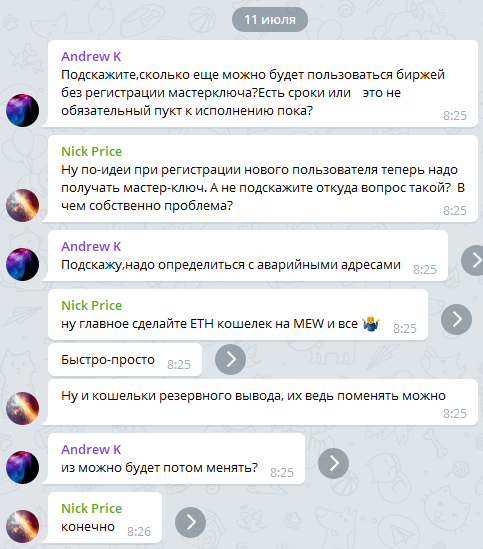 11 июля
Andrew K
Подскажите,сколько еще можно будет пользоваться биржей
без регистрации мастерключа?Есть сроки или это не
обязательный пукт к исполнению пока?
8:25
Nick Price
Ну по-идеи при регистрации нового пользователя теперь надо
получать мастер-ключ. А не подскажите откуда вопрос такой? В
чем собственно проблема?
8:25
Andrew K
Подскажу,надо определиться с аварийными адресами 8:25
Nick Price
ну главное сделайте ETH кошелек на MEW и все 🤷‍♂️ 8:25
Быстро-просто 8:25
Ну и кошельки резервного вывода, их ведь поменять можно
8:25
Andrew K
из можно будет потом менять? 8:25
Nick Price
конечно 8:26